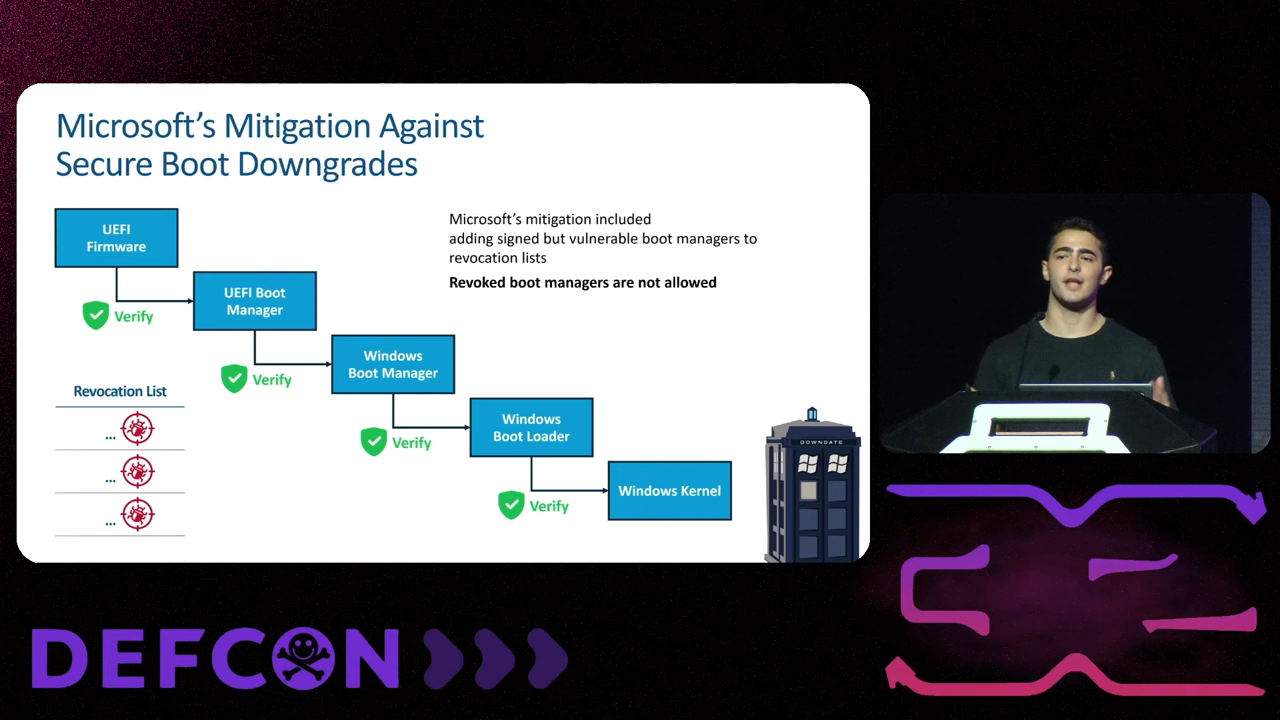 Microsoft's Mitigation Against
Secure Boot Downgrades
UEFI
Firmware
Verify
UEFI Boot
Manager
Verify
Windows
Boot Manager
Verify
Windows
Boot Loader
Verify
Windows Kernel
Microsoft's mitigation included
adding signed but vulnerable boot managers to
revocation lists
Revoked boot managers are not allowed
Revocation List
...
...
...
DOWNDATE
DEFCON